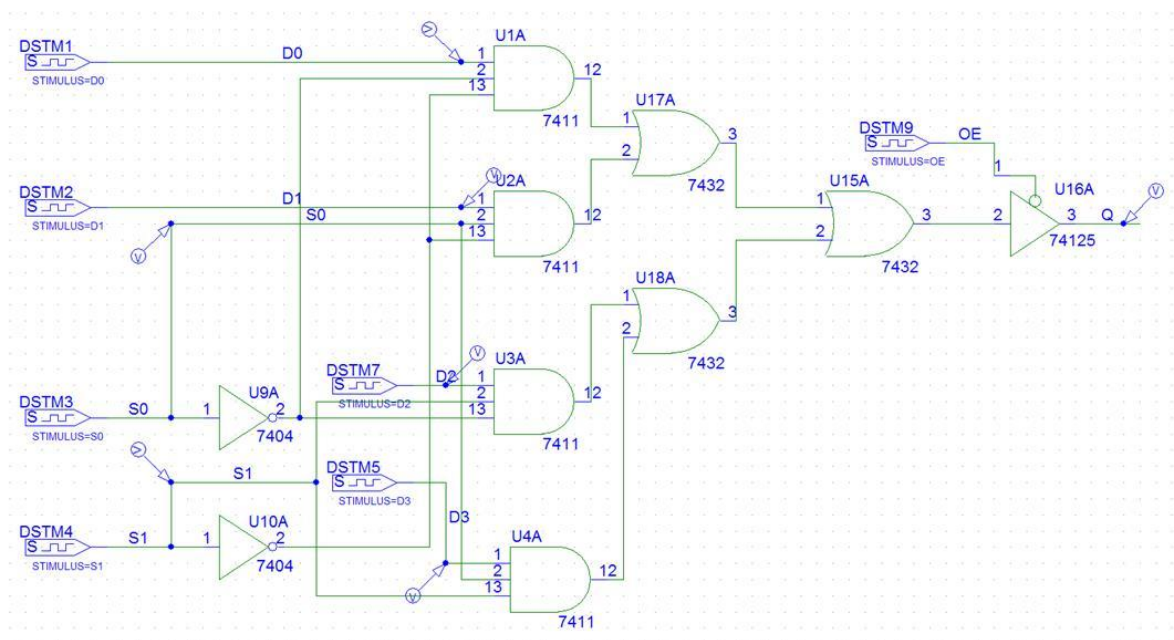 DSTM1
S
STIMULUS=D0
D0
V
U1A
1
2
13
12
7411
U17A
1
2
3
7432
DSTM9
S
STIMULUS=OE
OE
1
U16A
2
3
74125
Q
V
DSTM2
S
STIMULUS=D1
D1
V
S0
V
U2A
1
2
13
12
7411
U15A
1
2
3
7432
U18A
1
2
3
7432
DSTM7
S
STIMULUS=D2
D2
V
U3A
1
2
13
12
7411
DSTM3
S
STIMULUS=S0
S0
1
U9A
2
7404
V
S1
DSTM5
S
STIMULUS=D3
D3
V
DSTM4
S
STIMULUS=S1
S1
1
U10A
2
7404
U4A
1
2
13
12
7411